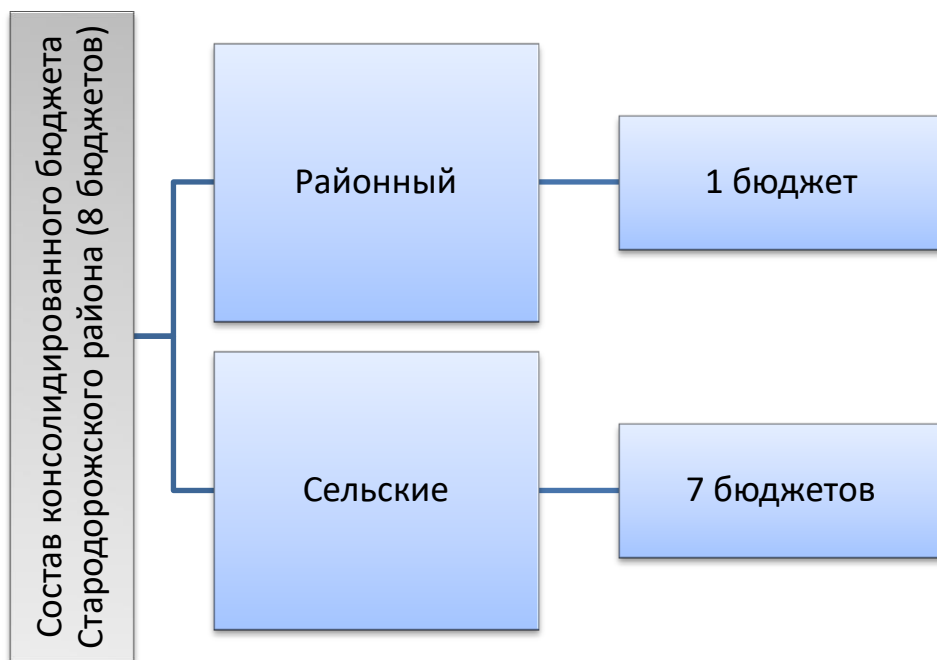 Состав консолидированного бюджета
Стародорожского района (8 бюджетов)
Районный
1 бюджет
Сельские
7 бюджетов